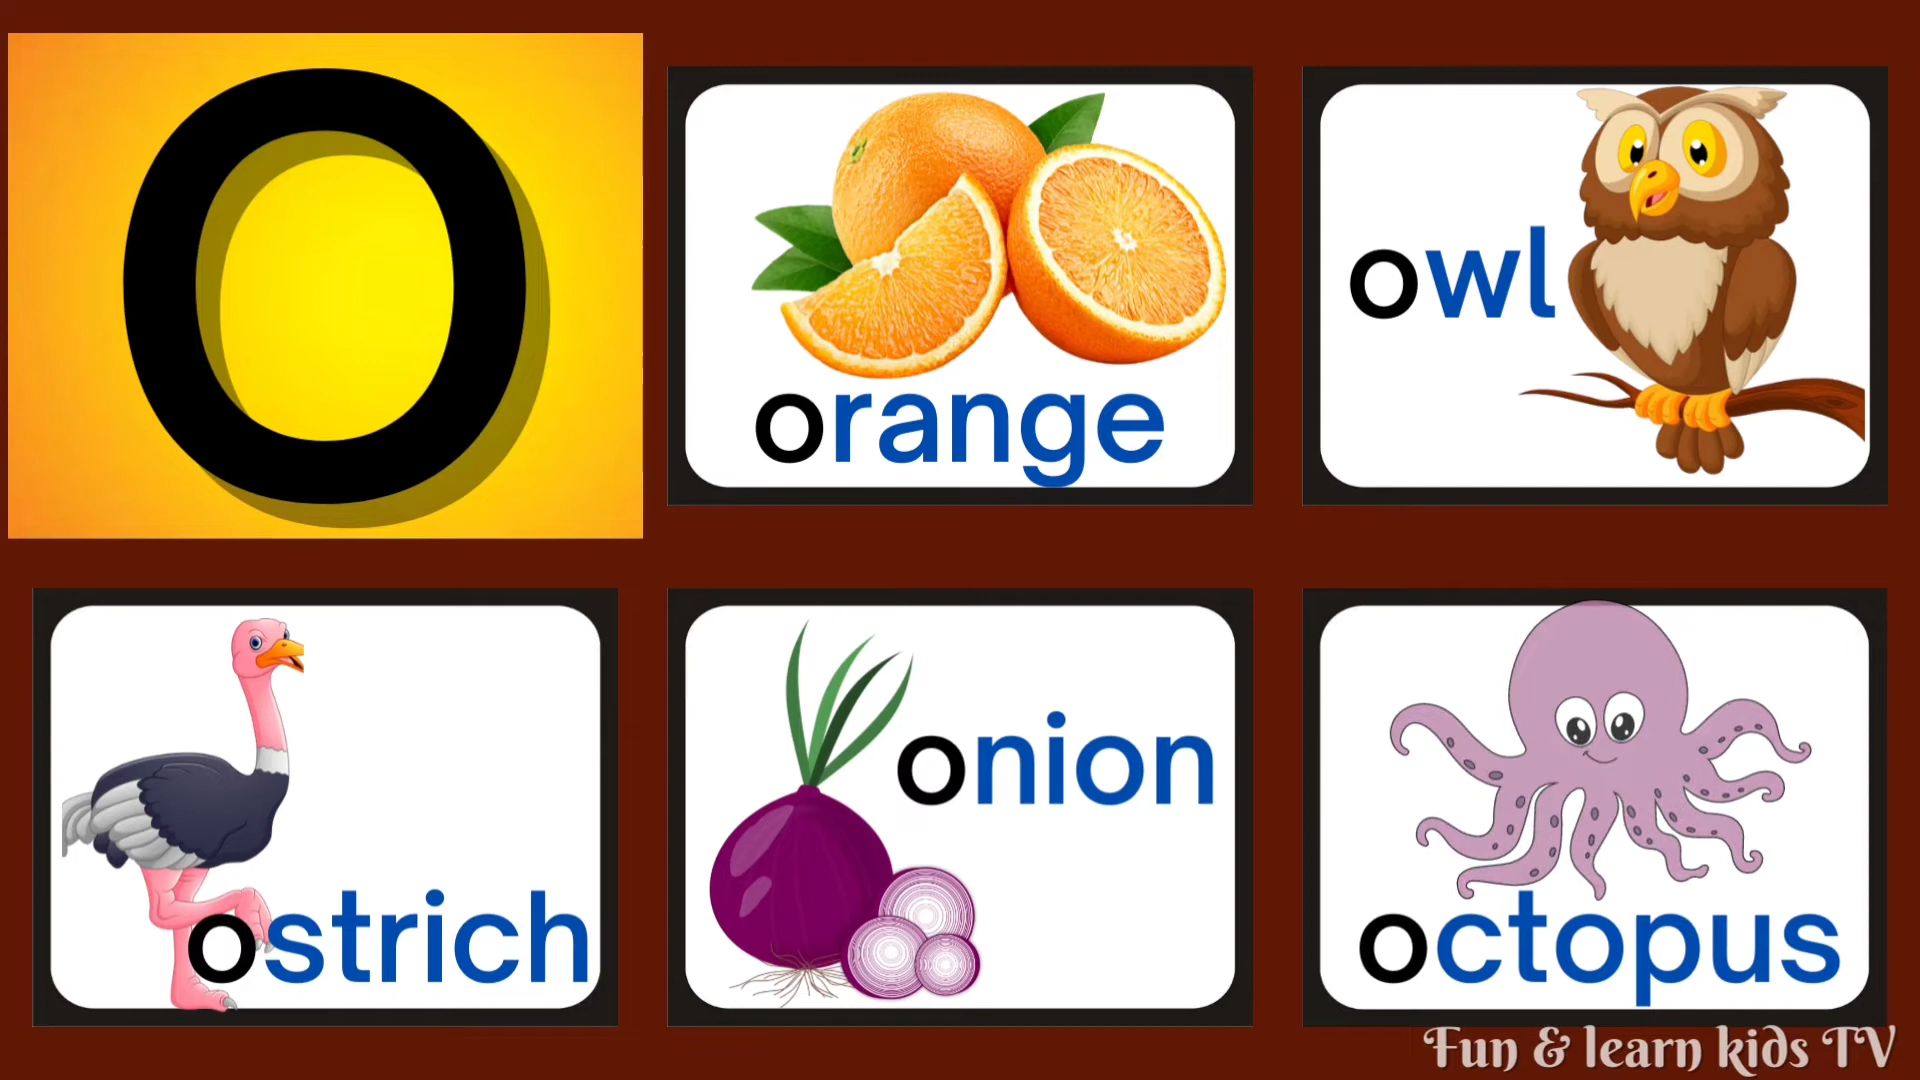 O
orange
owl
ostrich
onion
octopus
Fun & learn kids TV